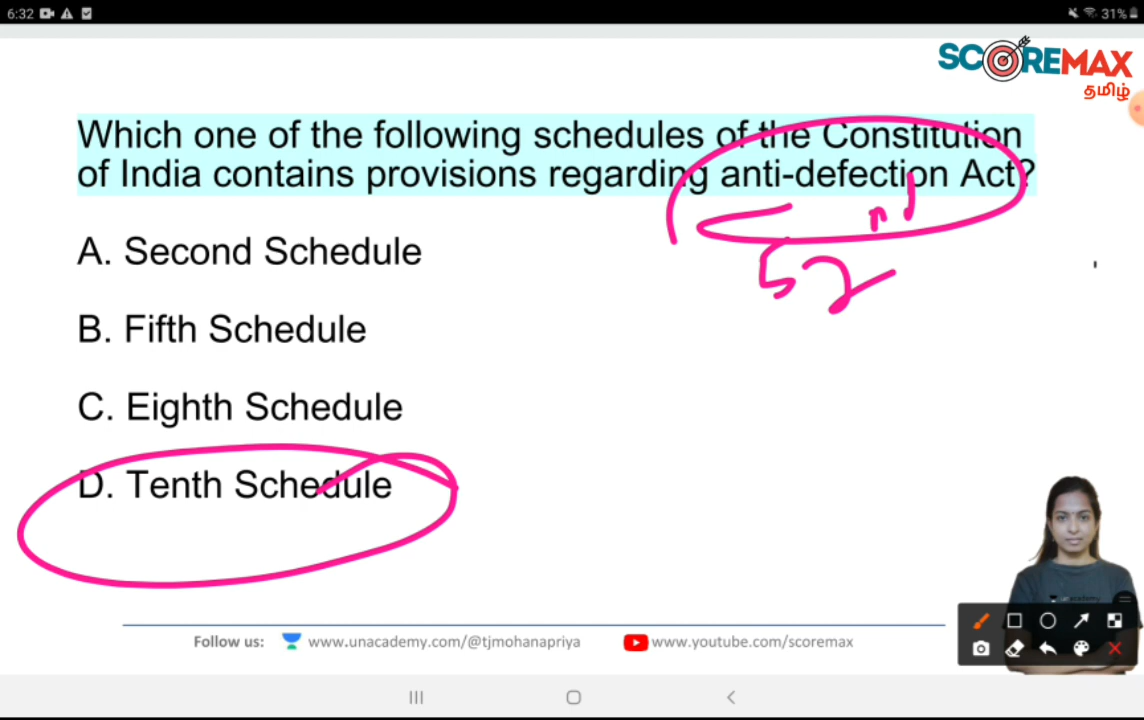 6:32
31%
SCOREMAX
தமிழ்
Which one of the following schedules of the Constitution
of India contains provisions regarding anti-defection Act?
52nd
A. Second Schedule
B. Fifth Schedule
C. Eighth Schedule
D. Tenth Schedule
Follow us: www.unacademy.com/@tjmohanapriya www.youtube.com/scoremax